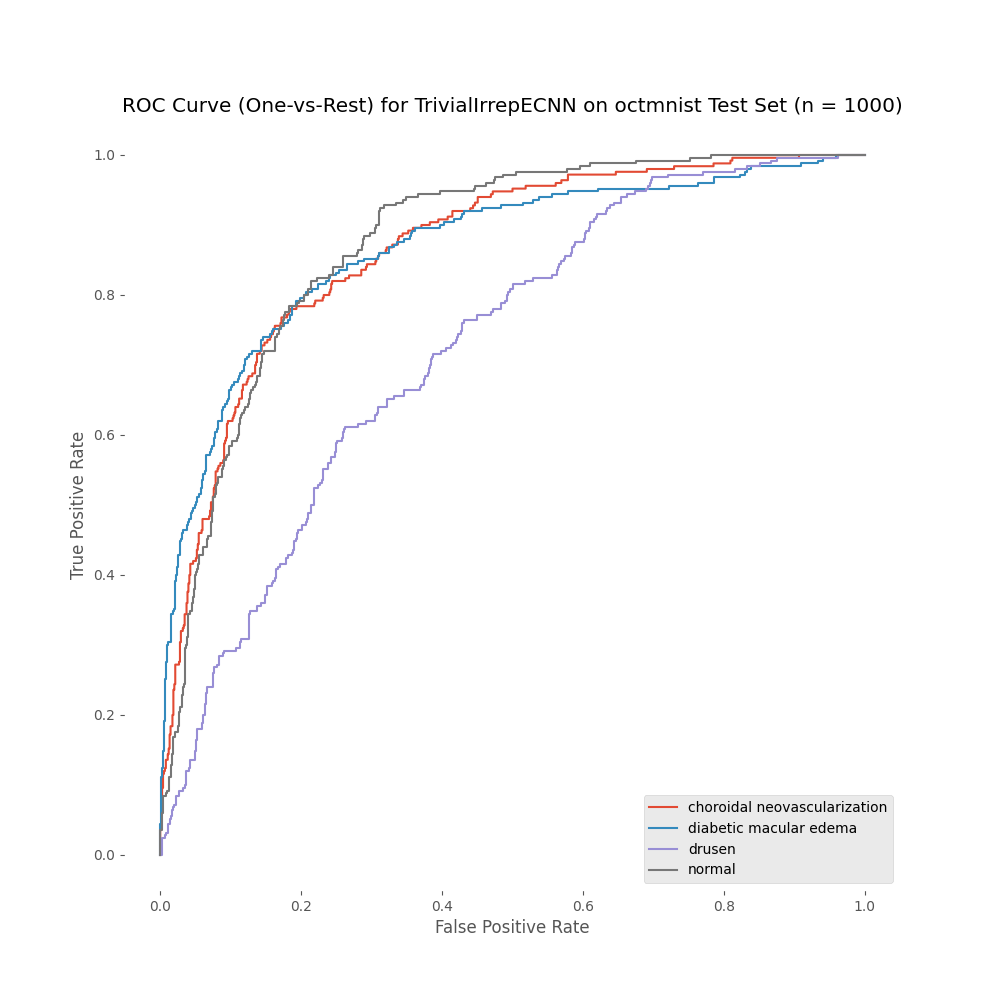 ROC Curve (One-vs-Rest) for TrivialIrrepECNN on octmnist Test Set (n = 1000)
1.0
0.8
0.6
0.4
0.2
0.0
True Positive Rate
choroidal neovascularization
diabetic macular edema
drusen
normal
0.0 0.2 0.4 0.6 0.8 1.0
False Positive Rate